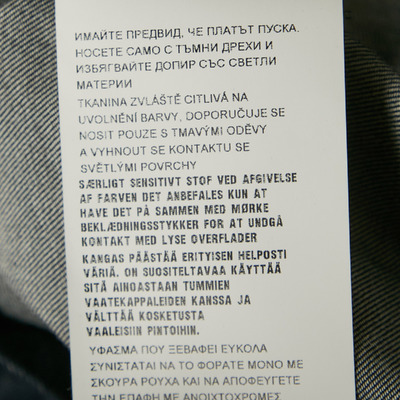 ИМАЙТЕ ПРЕДВИД, ЧЕ ПЛАТЪТ ПУСКА.
НОСЕТЕ САМО С ТЪМНИ ДРЕХИ И
ИЗБЯГВАЙТЕ ДОПИР СЪС СВЕТЛИ
МАТЕРИИ
TKANINA ZVLÁŠTĚ CITLIVÁ NA
UVOLNĚNÍ BARVY, DOPORUČUJE SE
NOSIT POUZE S TMAVÝMI ODĚVY
A VYHNOUT SE KONTAKTU SE
SVĚTLÝMI POVRCHY
SÆRLIGT SENSITIVT STOF VED AFGIVELSE
AF FARVEN DET ANBEFALES KUN AT
HAVE DET PÅ SAMMEN MED MØRKE
BEKLÆDNINGSSTYKKER FOR AT UNDGÅ
KONTAKT MED LYSE OVERFLADER
KANGAS PÄÄSTÄÄ ERITYISEN HELPOSTI
VÄRIÄ. ON SUOSITELTAVAA KÄYTTÄÄ
SITÄ AINOASTAAN TUMMIEN
VAATEKAPPALEIDEN KANSSA JA
VÄLTTÄÄ KOSKETUSTA
VAALEISIIN PINTOIHIN.
ΥΦΑΣΜΑ ΠΟΥ ΞΕΒΑΦΕΙ ΕΥΚΟΛΑ
ΣΥΝΙΣΤΑΤΑΙ ΝΑ ΤΟ ΦΟΡΑΤΕ ΜΟΝΟ ΜΕ
ΣΚΟΥΡΑ ΡΟΥΧΑ ΚΑΙ ΝΑ ΑΠΟΦΕΥΓΕΤΕ
ΤΗΝ ΕΠΑΦΗ ΜΕ ΑΝΟΙΧΤΟΧΡΩΜΕΣ